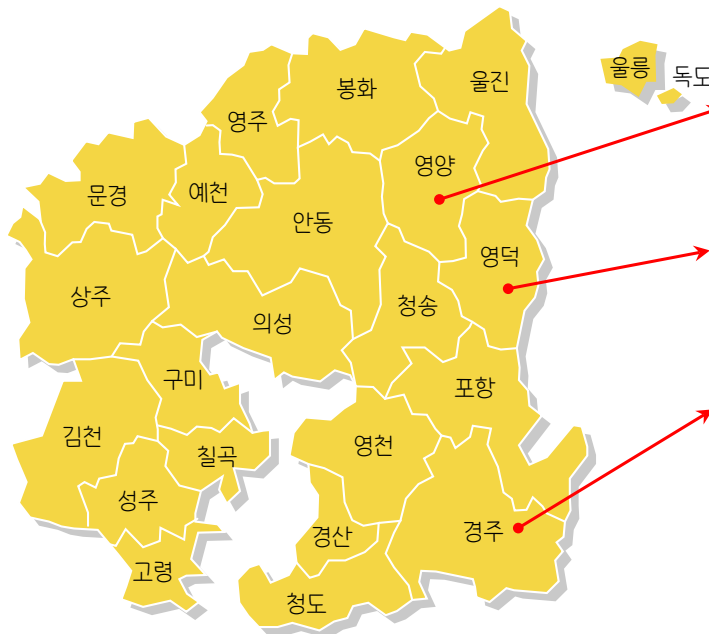 울릉
독도
울진
봉화
영주
영양
예천
문경
안동
영덕
상주
청송
의성
구미
포항
김천
영천
칠곡
성주
경주
경산
고령
청도